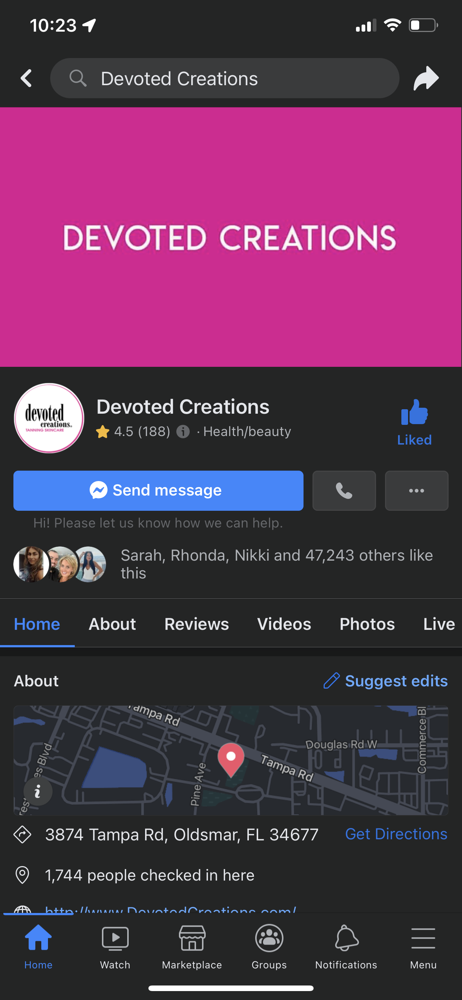 10:23
Devoted Creations
DEVOTED CREATIONS
devoted
creations.
TANNING SKINCARE
Devoted Creations
4.5 (188) · Health/beauty
Liked
Send message
Hi! Please let us know how we can help.
Sarah, Rhonda, Nikki and 47,243 others like
this
Home About Reviews Videos Photos Live
About
Suggest edits
Tampa Rd
Douglas Rd W
Commerce Bl
es Blvd
Tampa Rd
Pine Ave
res
3874 Tampa Rd, Oldsmar, FL 34677
Get Directions
1,744 people checked in here
http://www.DevotedCreations.com/
Home Watch Marketplace Groups Notifications Menu